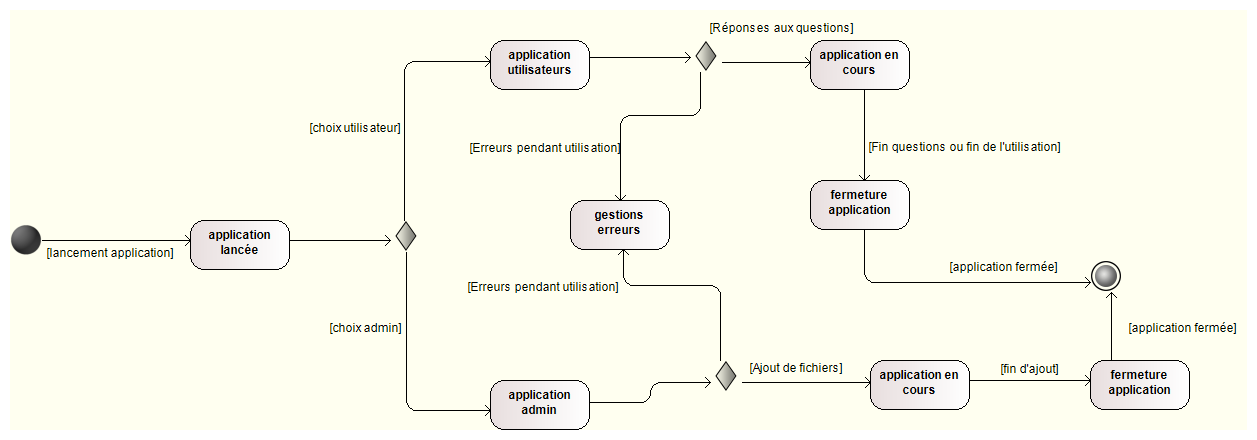 [Réponses aux questions]
application
utilisateurs
application en
cours
[choix utilisateur]
[Erreurs pendant utilisation]
[Fin questions ou fin de l'utilisation]
fermeture
application
gestions
erreurs
application
lancée
[lancement application]
[application fermée]
[Erreurs pendant utilisation]
[choix admin]
[application fermée]
[Ajout de fichiers]
[fin d'ajout]
application
admin
application en
cours
fermeture
application